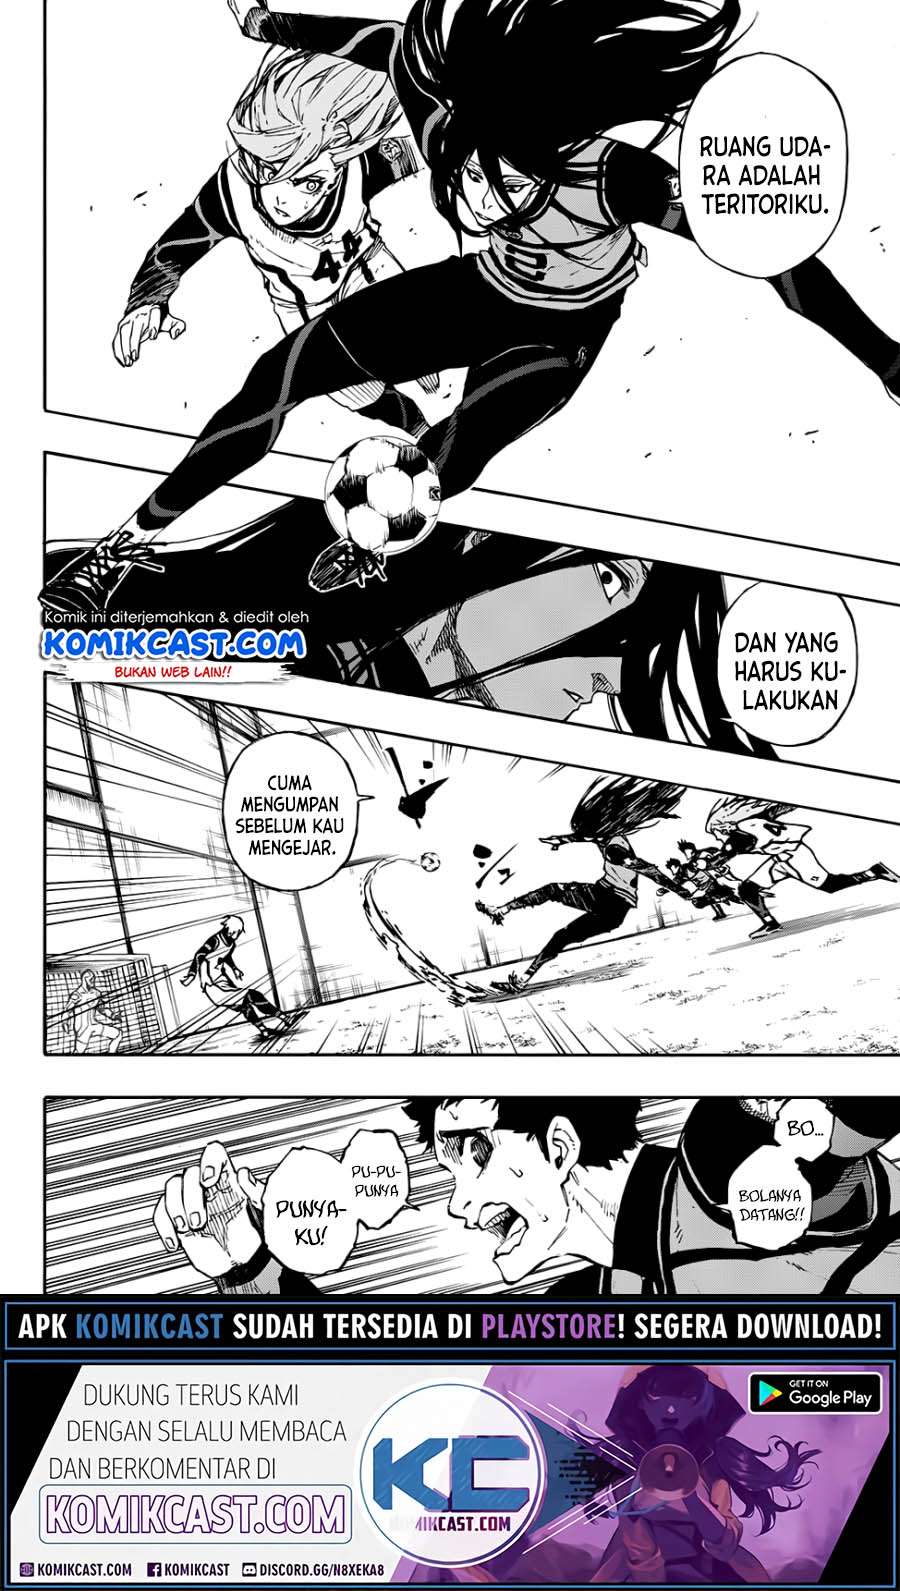 RUANG UDA-
RA ADALAH
TERITORIKU.
44
Komik ini diterjemahkan & diedit oleh
KOMIKCAST.COM
BUKAN WEB LAIN!!
DAN YANG
HARUS KU-
LAKUKAN
CUMA
MENGUMPAN
SEBELUM KAU
MENGEJAR.
4
BO...
BOLANYA
DATANG!!
PU-PU-
PUNYA
PUNYA-
KU!
APK KOMIKCAST SUDAH TERSEDIA DI PLAYSTORE! SEGERA DOWNLOAD!
DUKUNG TERUS KAMI
DENGAN SELALU MEMBACA
DAN BERKOMENTAR DI
KOMIKCAST.COM
KOMIKCAST.COM
KOMIKCAST
DISCORD.GG/N8XEKA8
KC
KOMIKCAST.COM
GET IT ON
Google Play